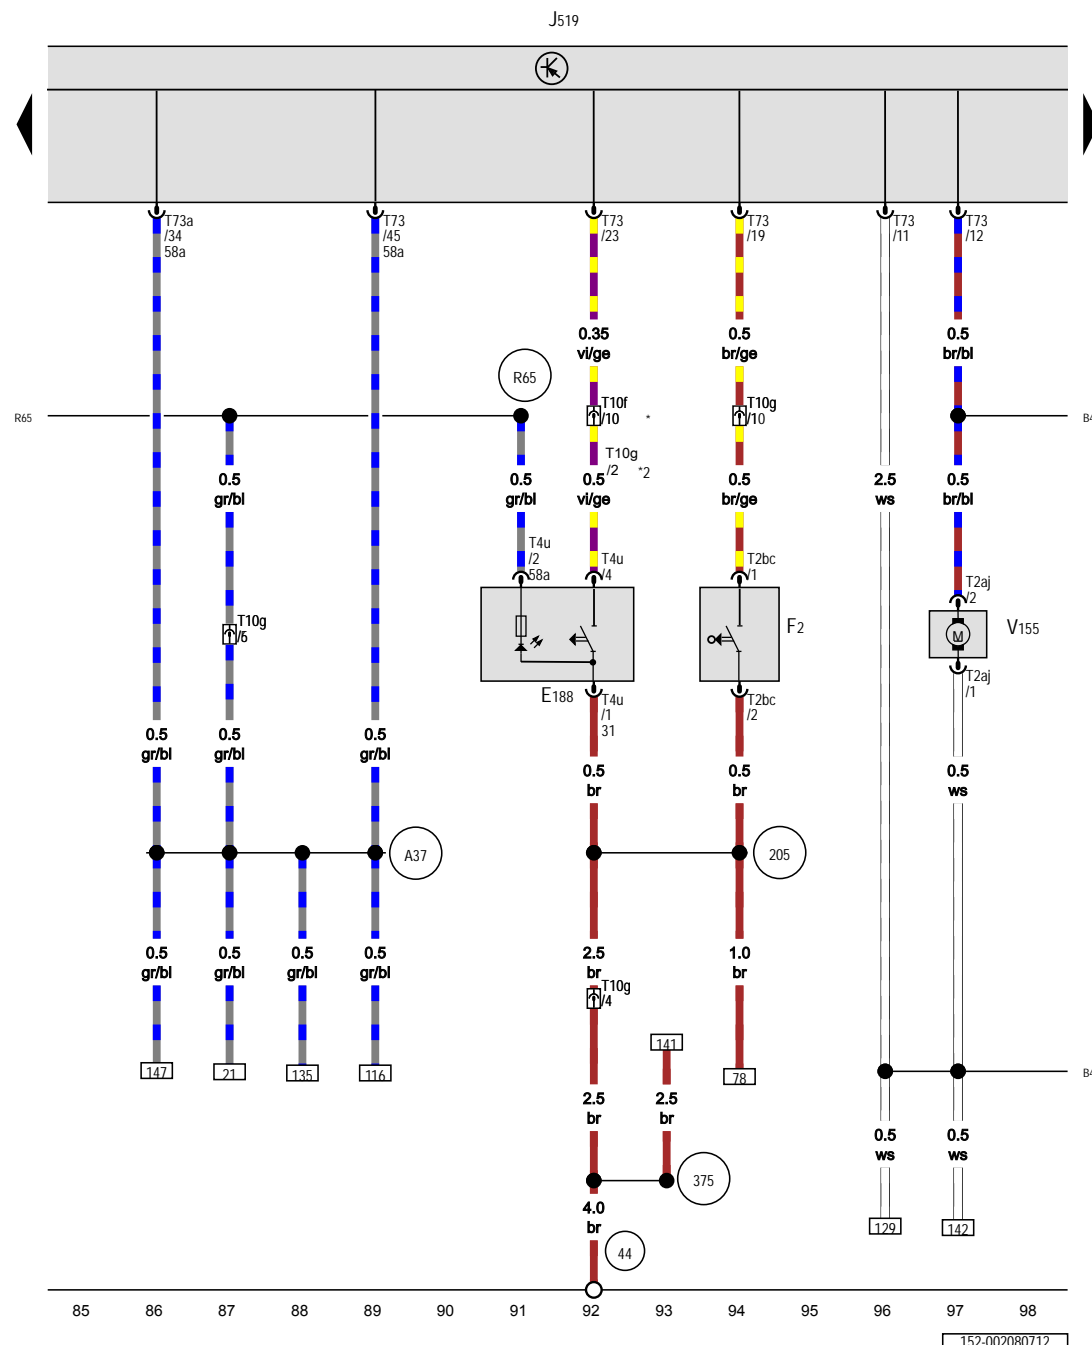 J519
T73a
/34
58a
T73
/45
58a
T73
/23
T73
/19
T73
/11
T73
/12
0.35
vi/ge
0.5
br/ge
0.5
br/bl
R65
R65
T10f
/10
*
T10g
/10
T10g
/2
*2
0.5
gr/bl
0.5
gr/bl
0.5
vi/ge
0.5
br/ge
2.5
ws
0.5
br/bl
T4u
/2
58a
T4u
/4
T2bc
/1
T2aj
/2
T10g
E188
F2
M
V155
T4u
/1
31
T2bc
/2
T2aj
/1
0.5
gr/bl
0.5
gr/bl
0.5
gr/bl
0.5
br
0.5
br
0.5
ws
A37
205
0.5
gr/bl
0.5
gr/bl
0.5
gr/bl
0.5
gr/bl
2.5
br
1.0
br
T10g
/4
147
21
135
116
141
78
2.5
br
2.5
br
0.5
ws
0.5
ws
375
4.0
br
44
129
142
85 86 87 88 89 90 91 92 93 94 95 96 97 98
152-002080712